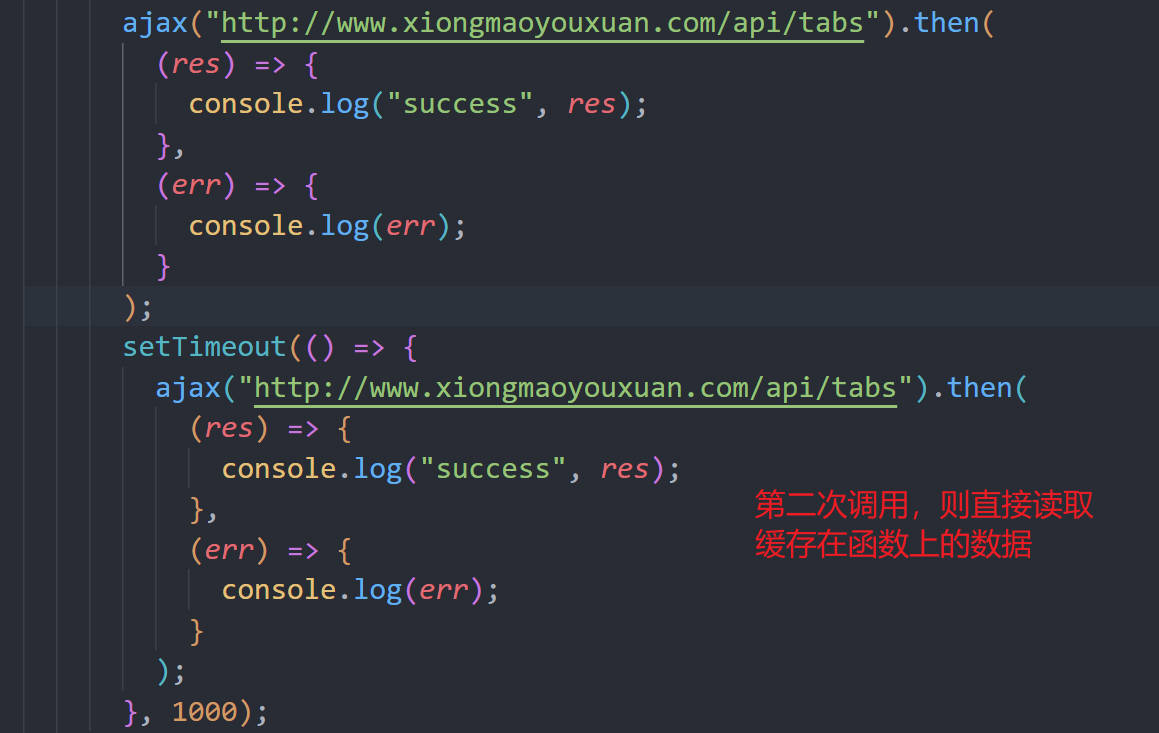 ajax("http://www.xiongmaoyouxuan.com/api/tabs").then(
(res) => {
console.log("success", res);
},
(err) => {
console.log(err);
}
);
setTimeout(() => {
ajax("http://www.xiongmaoyouxuan.com/api/tabs").then(
(res) => {
console.log("success", res);
},
第二次调用，则直接读取
缓存在函数上的数据
(err) => {
console.log(err);
}
);
}, 1000);